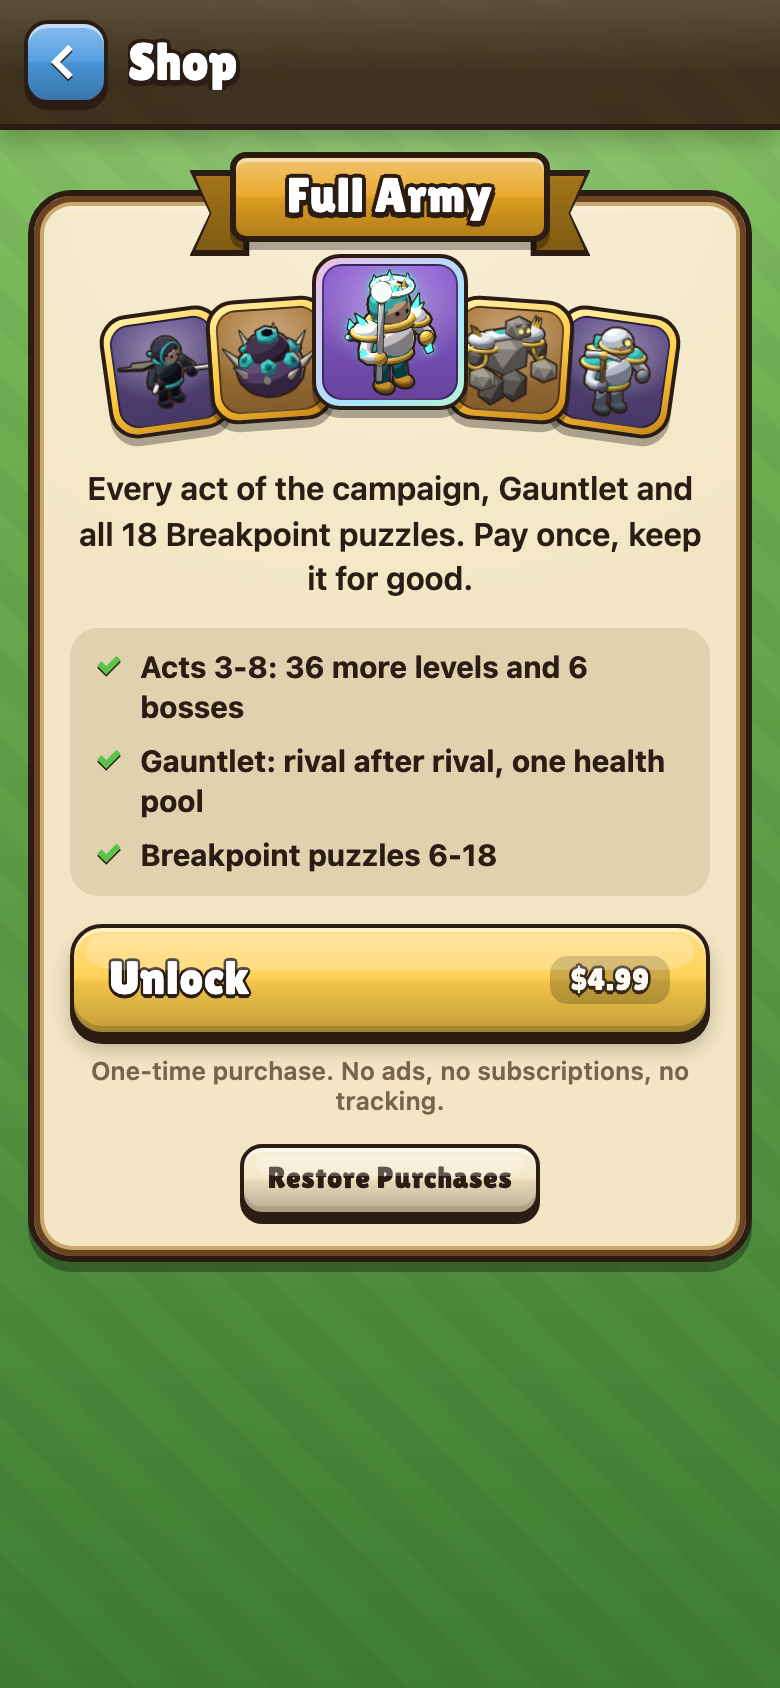 Shop
Full Army
Every act of the campaign, Gauntlet and
all 18 Breakpoint puzzles. Pay once, keep
it for good.
Acts 3-8: 36 more levels and 6
bosses
Gauntlet: rival after rival, one health
pool
Breakpoint puzzles 6-18
Unlock $4.99
One-time purchase. No ads, no subscriptions, no
tracking.
Restore Purchases